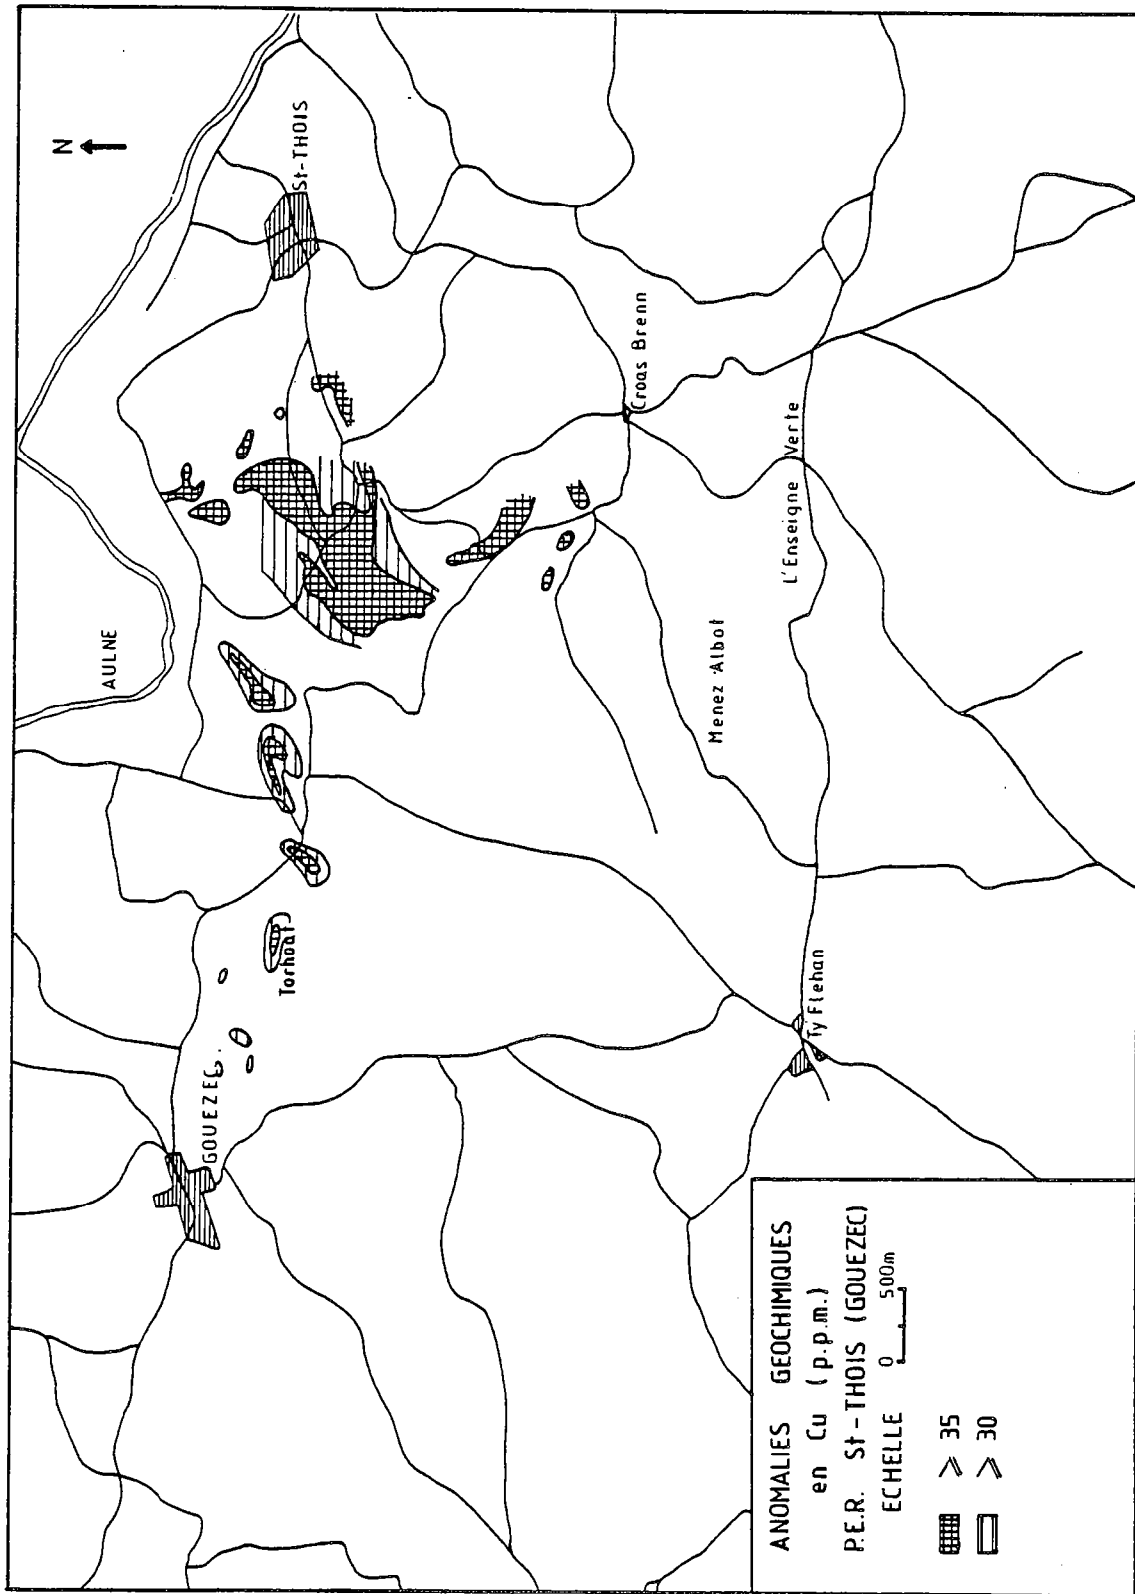 N
St-THOIS
AULNE
GOUEZEC
Torhoat
Croas Brenn
Menez Albot
L'Enseigne Verte
Ty Flehan
ANOMALIES GEOCHIMIQUES
en Cu (p.p.m.)
P.E.R. St-THOIS (GOUEZEC)
ECHELLE 0 500m
⩾ 35
⩾ 30